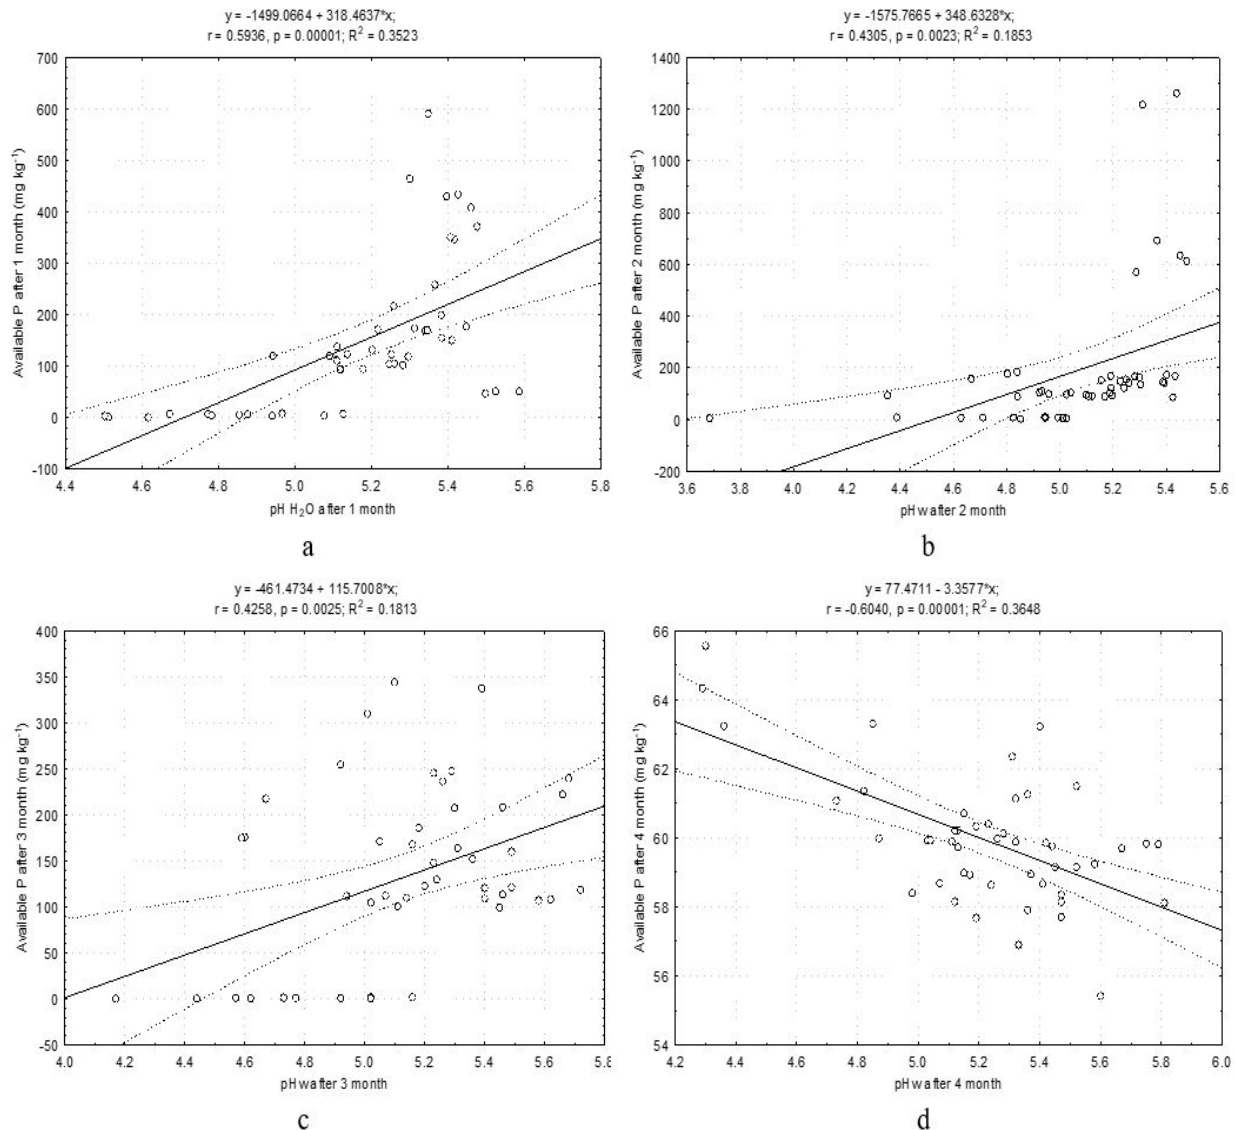 y = -1499.0664 + 318.4637*x;
r = 0.5936, p = 0.00001; R² = 0.3523
700
600
500
400
300
200
100
0
-100
Available P after 1 month (mg kg⁻¹)
4.4 4.6 4.8 5.0 5.2 5.4 5.6 5.8
pH H₂O after 1 month
a
y = -1575.7665 + 348.6328*x;
r = 0.4305, p = 0.0023; R² = 0.1853
1400
1200
1000
800
600
400
200
0
-200
Available P after 2 month (mg kg⁻¹)
3.6 3.8 4.0 4.2 4.4 4.6 4.8 5.0 5.2 5.4 5.6
pH w after 2 month
b
y = -461.4734 + 115.7008*x;
r = 0.4258, p = 0.0025; R² = 0.1813
400
350
300
250
200
150
100
50
0
-50
Available P after 3 month (mg kg⁻¹)
4.0 4.2 4.4 4.6 4.8 5.0 5.2 5.4 5.6 5.8
pH w after 3 month
c
y = 77.4711 - 3.3577*x;
r = -0.6040, p = 0.00001; R² = 0.3648
66
64
62
60
58
56
54
Available P after 4 month (mg kg⁻¹)
4.2 4.4 4.6 4.8 5.0 5.2 5.4 5.6 5.8 6.0
pH w after 4 month
d